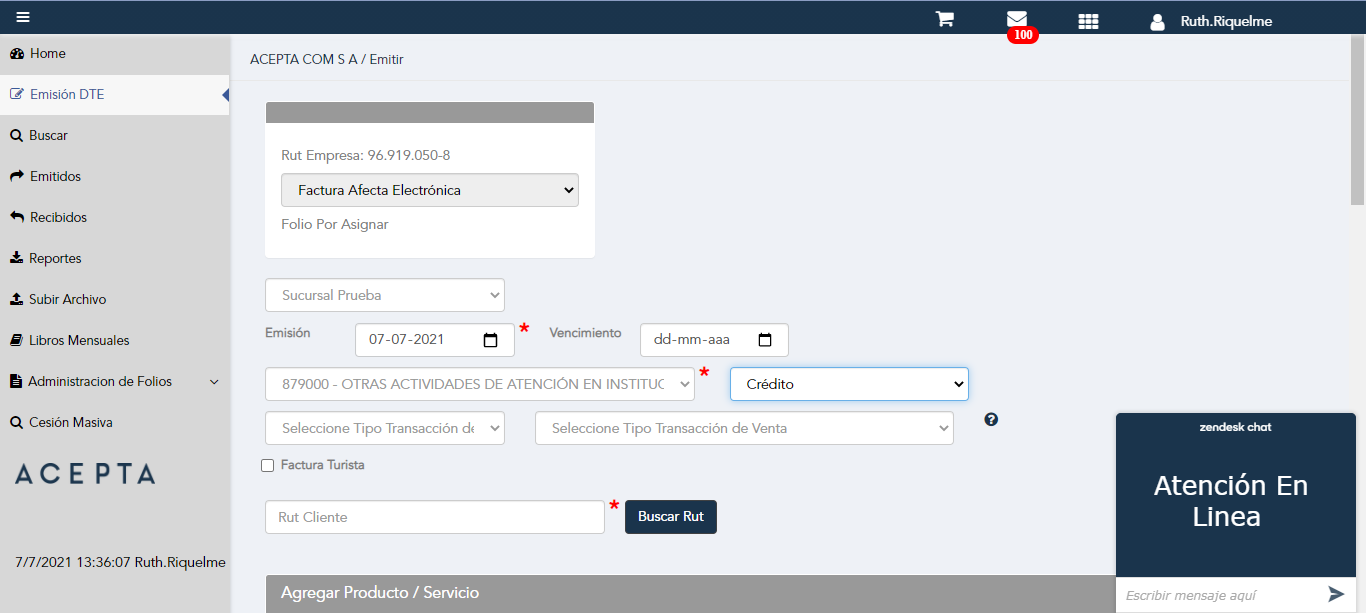 100
Ruth.Riquelme
Home
Emisión DTE
Buscar
Emitidos
Recibidos
Reportes
Subir Archivo
Libros Mensuales
Administracion de Folios
Cesión Masiva
ACEPTA
7/7/2021 13:36:07 Ruth.Riquelme
ACEPTA COM S A / Emitir
Rut Empresa: 96.919.050-8
Factura Afecta Electrónica
Folio Por Asignar
Sucursal Prueba
Emisión 07-07-2021 * Vencimiento dd-mm-aaa
879000 - OTRAS ACTIVIDADES DE ATENCIÓN EN INSTITUC * Crédito
Seleccione Tipo Transacción de Seleccione Tipo Transacción de Venta ?
Factura Turista
Rut Cliente * Buscar Rut
Agregar Producto / Servicio
zendesk chat
Atención En
Linea
Escribir mensaje aquí